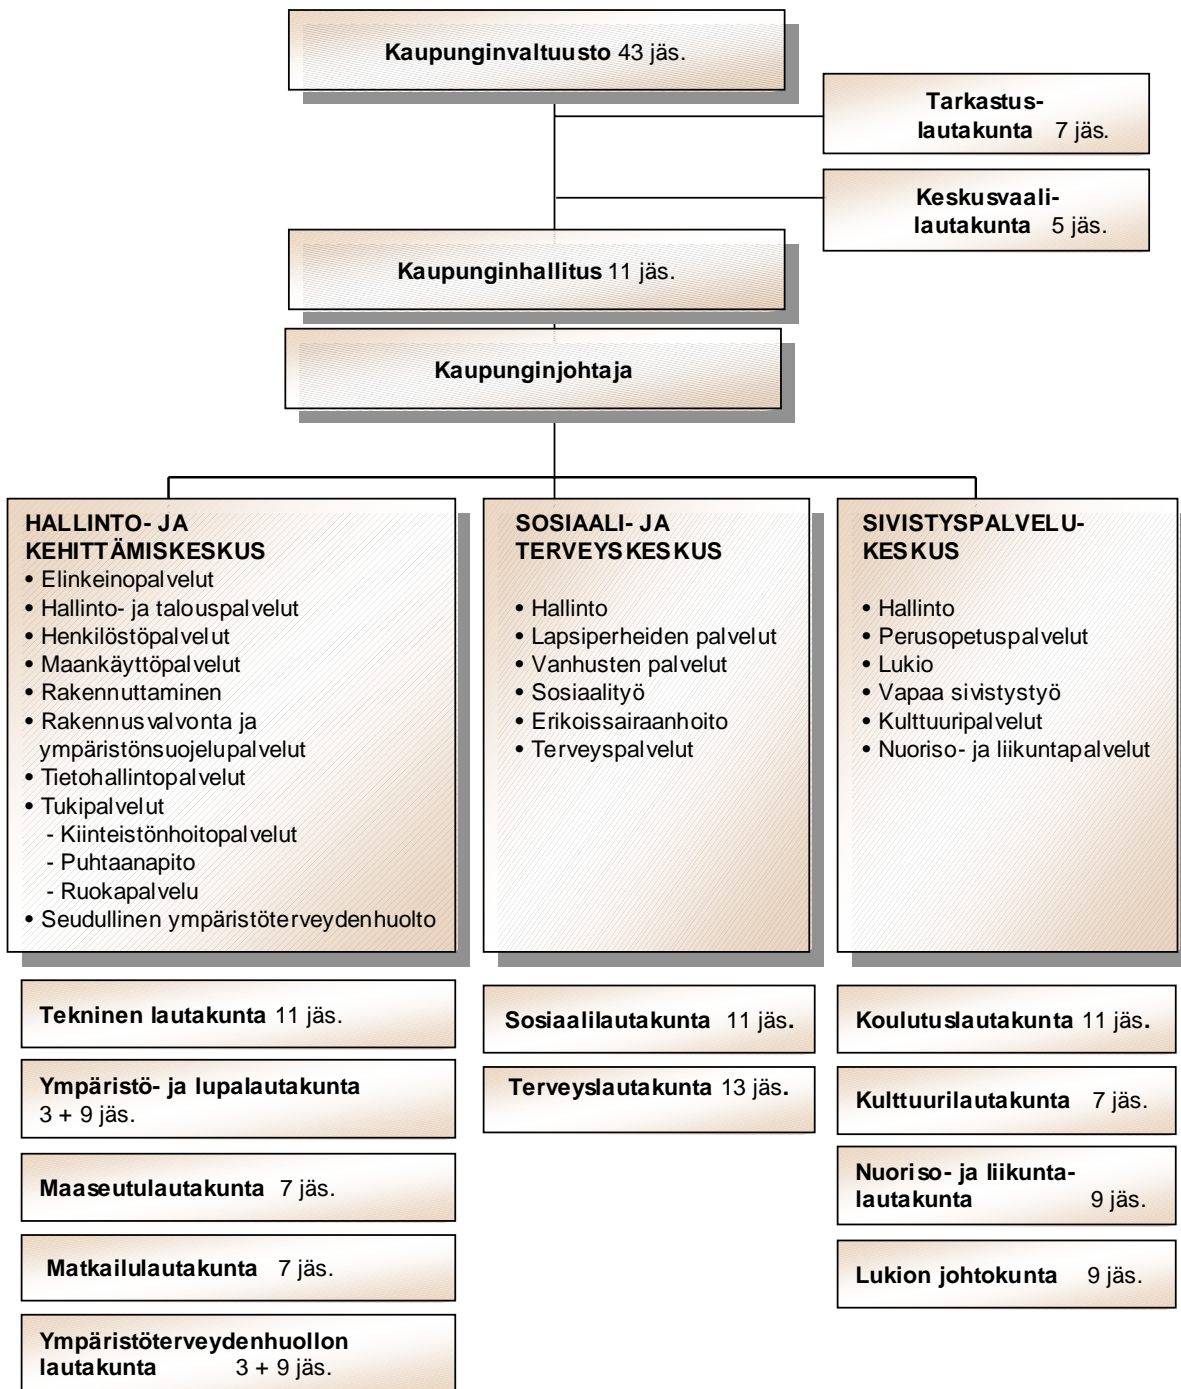 Kaupunginvaltuusto 43 jäs.
Tarkastus-
lautakunta 7 jäs.
Keskusvaali-
lautakunta 5 jäs.
Kaupunginhallitus 11 jäs.
Kaupunginjohtaja
HALLINTO- JA
KEHITTÄMISKESKUS
• Elinkeinopalvelut
• Hallinto- ja talouspalvelut
• Henkilöstöpalvelut
• Maankäyttöpalvelut
• Rakennuttaminen
• Rakennusvalvonta ja
ympäristönsuojelupalvelut
• Tietohallintopalvelut
• Tukipalvelut
- Kiinteistönhoitopalvelut
- Puhtaanapito
- Ruokapalvelu
• Seudullinen ympäristöterveydenhuolto
SOSIAALI- JA
TERVEYSKESKUS
• Hallinto
• Lapsiperheiden palvelut
• Vanhusten palvelut
• Sosiaalityö
• Erikoissairaanhoito
• Terveyspalvelut
SIVISTYSPALVELU-
KESKUS
• Hallinto
• Perusopetuspalvelut
• Lukio
• Vapaa sivistystyö
• Kulttuuripalvelut
• Nuoriso- ja liikuntapalvelut
Tekninen lautakunta 11 jäs.
Ympäristö- ja lupalautakunta
3 + 9 jäs.
Maaseutulautakunta 7 jäs.
Matkailulautakunta 7 jäs.
Ympäristöterveydenhuollon
lautakunta 3 + 9 jäs.
Sosiaalilautakunta 11 jäs.
Terveyslautakunta 13 jäs.
Koulutuslautakunta 11 jäs.
Kulttuurilautakunta 7 jäs.
Nuoriso- ja liikunta-
lautakunta 9 jäs.
Lukion johtokunta 9 jäs.